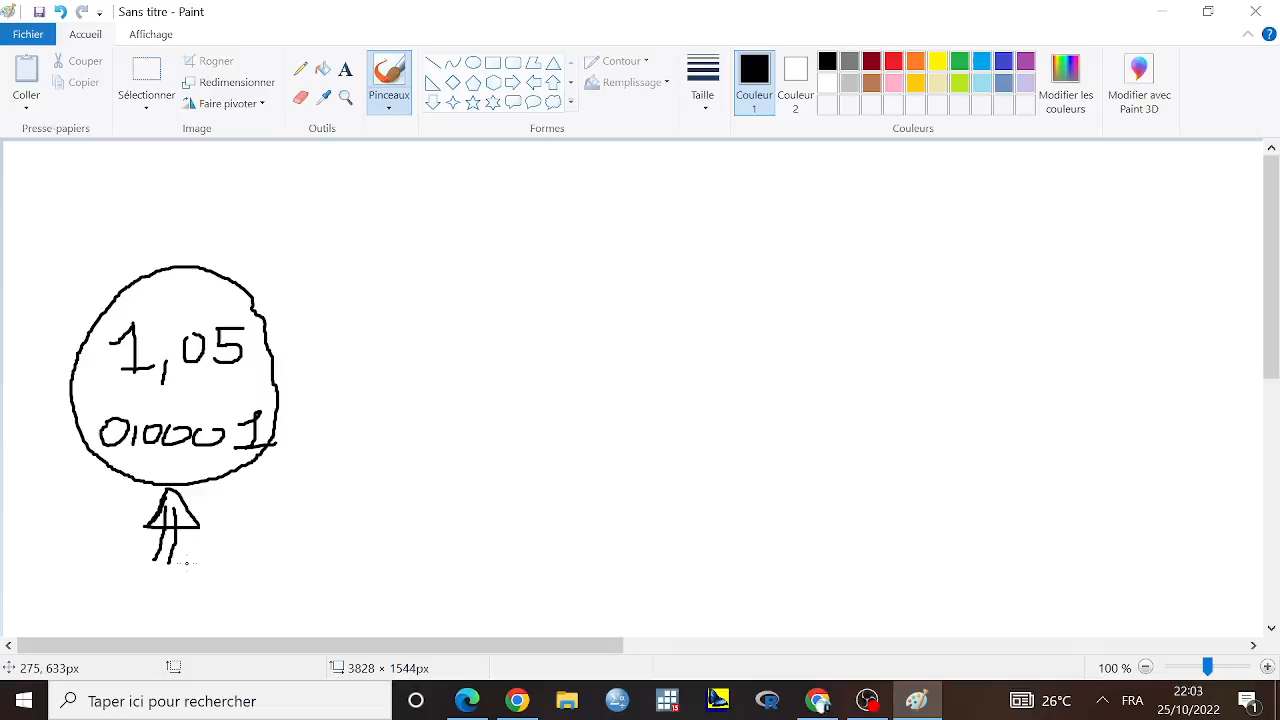 Sans titre - Paint
Fichier Accueil Affichage
Coller
Couper
Copier
Presse-papiers
Sélectionner
Rogner
Redimensionner
Faire pivoter
Image
A
Pinceaux
Outils
Contour
Remplissage
Formes
Taille
Couleur 1
Couleur 2
Modifier les couleurs
Couleurs
Modifier avec Paint 3D
1,05
0,0001
275, 633px
3828 × 1544px
100 %
Taper ici pour rechercher
26°C
FRA
22:03
25/10/2022